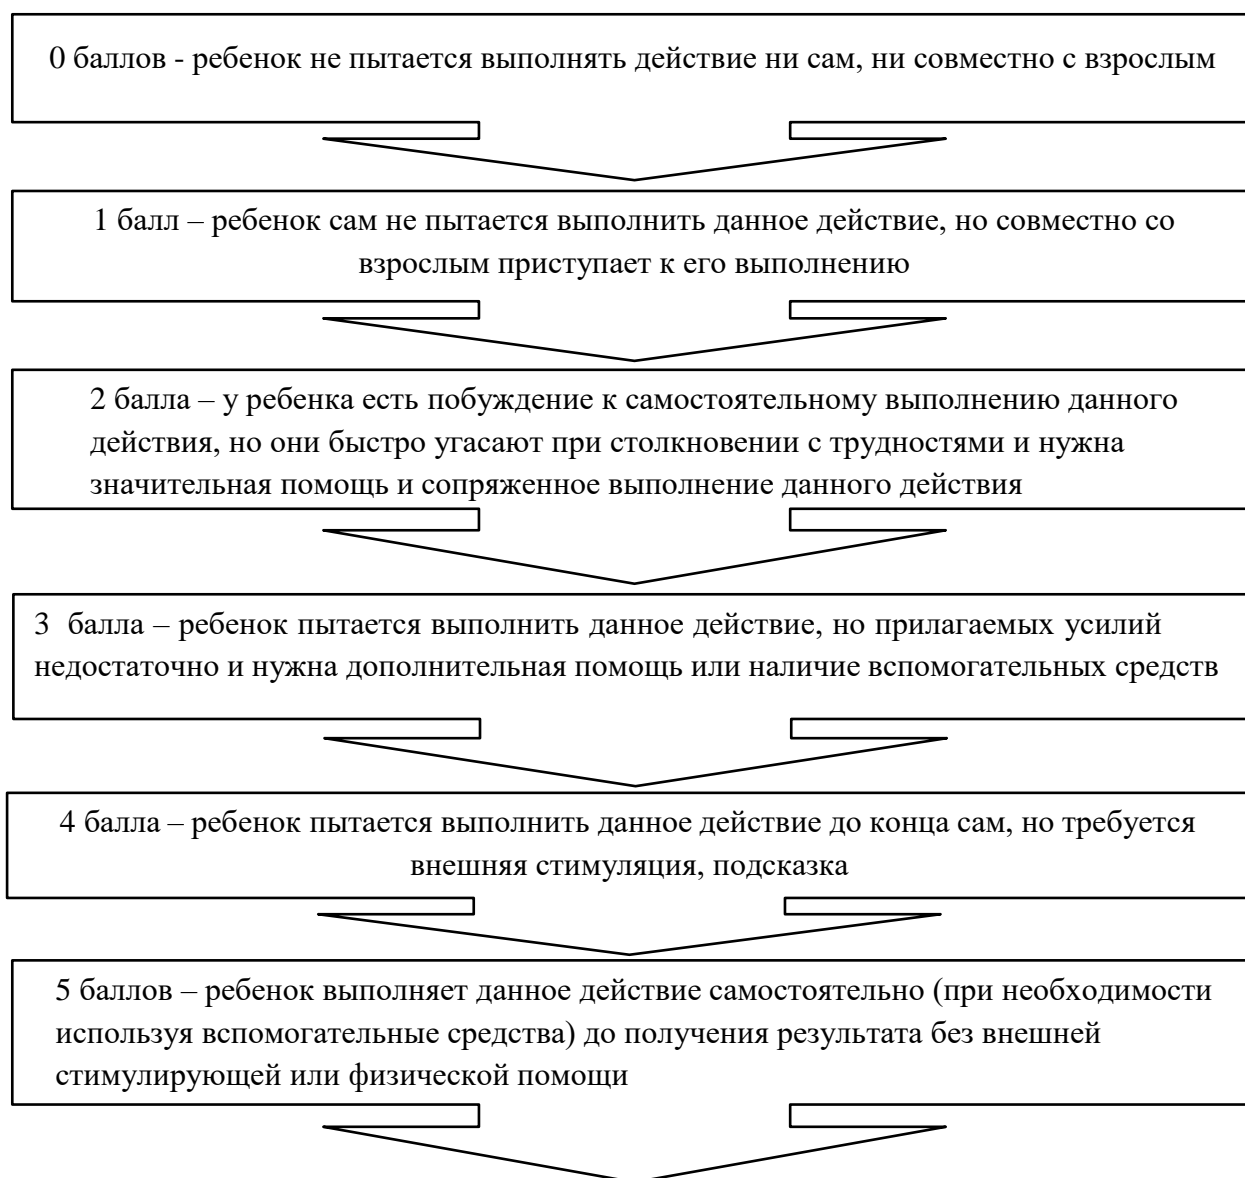 0 баллов - ребенок не пытается выполнять действие ни сам, ни совместно с взрослым
1 балл – ребенок сам не пытается выполнить данное действие, но совместно со
взрослым приступает к его выполнению
2 балла – у ребенка есть побуждение к самостоятельному выполнению данного
действия, но они быстро угасают при столкновении с трудностями и нужна
значительная помощь и сопряженное выполнение данного действия
3 балла – ребенок пытается выполнить данное действие, но прилагаемых усилий
недостаточно и нужна дополнительная помощь или наличие вспомогательных средств
4 балла – ребенок пытается выполнить данное действие до конца сам, но требуется
внешняя стимуляция, подсказка
5 баллов – ребенок выполняет данное действие самостоятельно (при необходимости
используя вспомогательные средства) до получения результата без внешней
стимулирующей или физической помощи